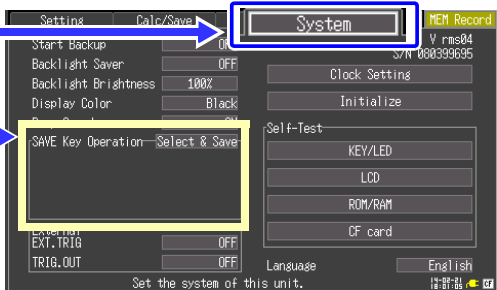 Setting Calc/Save System MEM Record
Start Backup
V rms04
S/N 080399695
Backlight Saver OFF
Clock Setting
Backlight Brightness 100%
Display Color Black
Initialize
SAVE Key Operation Select & Save
Self-Test
KEY/LED
LCD
ROM/RAM
CF card
External
EXT.TRIG OFF
TRIG.OUT OFF
Language English
Set the system of this unit.